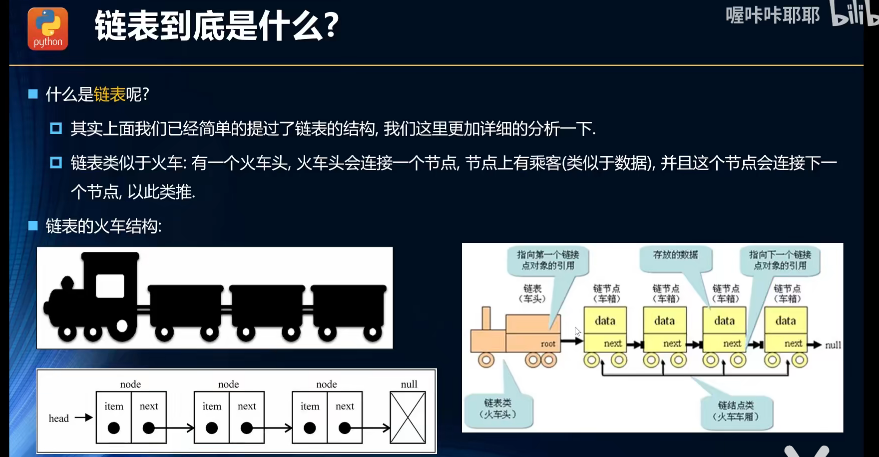 python
链表到底是什么?
喔咔咔耶耶
什么是链表呢?
其实上面我们已经简单的提过了链表的结构, 我们这里更加详细的分析一下.
链表类似于火车: 有一个火车头, 火车头会连接一个节点, 节点上有乘客(类似于数据), 并且这个节点会连接下一
个节点, 以此类推.
链表的火车结构:
指向第一个链接
点对象的引用
存放的数据
指向下一个链接
点对象的引用
链表
(车头)
链节点
(车箱)
链节点
(车箱)
链节点
(车箱)
链节点
(车箱)
data
data
data
data
root
next
next
next
next
null
链表类
(火车头)
链结点类
(火车车厢)
node
node
node
null
head
item
next
item
next
item
next